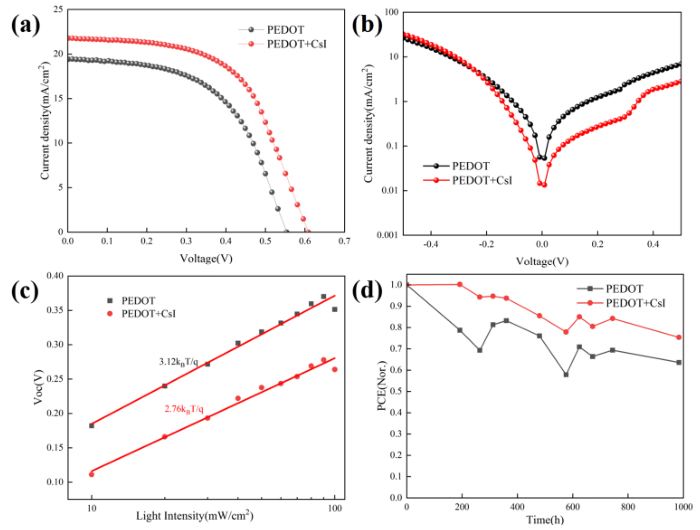 (a)
PEDOT
PEDOT+CsI
Current density(mA/cm²)
25
20
15
10
5
0
0.0 0.1 0.2 0.3 0.4 0.5 0.6 0.7
Voltage(V)
(b)
PEDOT
PEDOT+CsI
Current density(mA/cm²)
100
10
1
0.1
0.01
0.001
-0.4 -0.2 0.0 0.2 0.4
Voltage(V)
(c)
PEDOT
PEDOT+CsI
3.12k_BT/q
2.76k_BT/q
Voc(V)
0.40
0.35
0.30
0.25
0.20
0.15
0.10
10 100
Light Intensity(mW/cm²)
(d)
PEDOT
PEDOT+CsI
PCE(Nor.)
1.0
0.9
0.8
0.7
0.6
0.5
0.4
0.3
0.2
0.1
0.0
0 200 400 600 800 1000
Time(h)